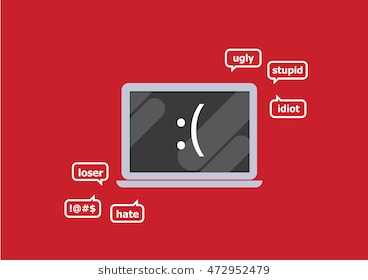 ugly
stupid
idiot
:(
loser
!@#$
hate
shutterstock.com · 472952479